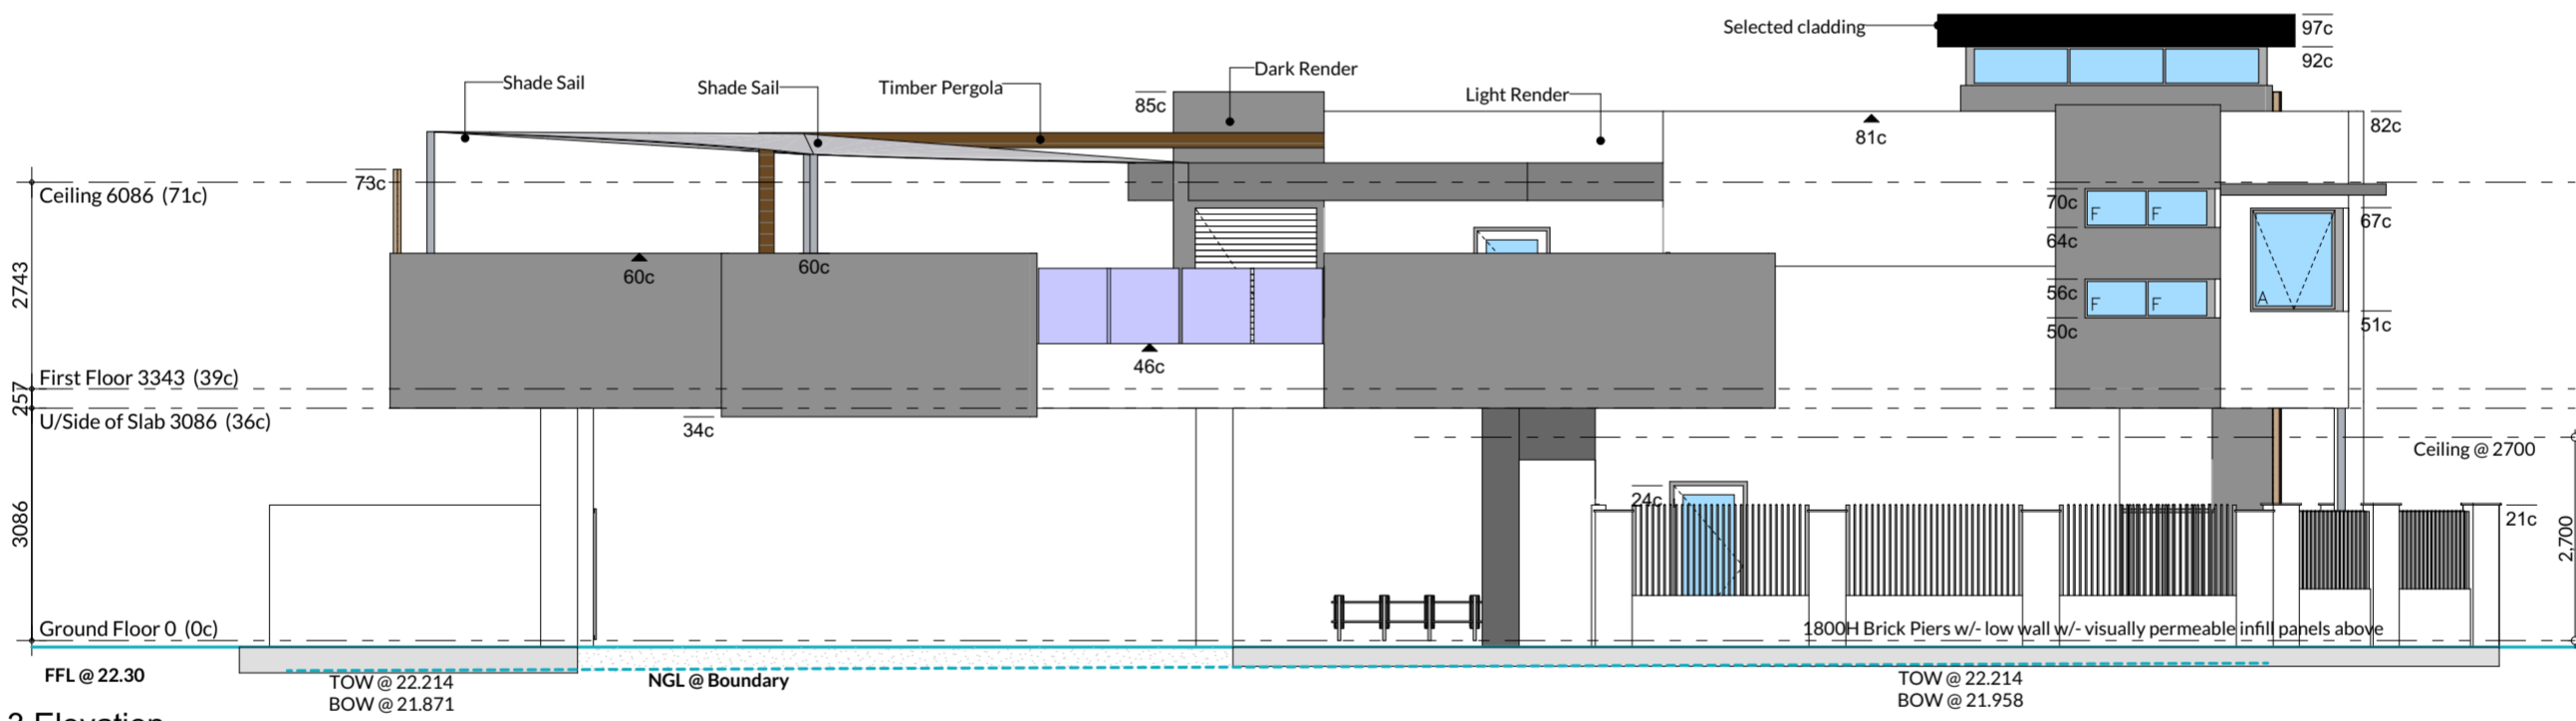 Selected cladding
97c
92c
Shade Sail
Shade Sail
Timber Pergola
Dark Render
85c
Light Render
81c
82c
73c
Ceiling 6086 (71c)
70c
67c
64c
60c
60c
2743
56c
50c
51c
46c
First Floor 3343 (39c)
257
U/Side of Slab 3086 (36c)
34c
Ceiling @ 2700
24c
21c
3086
2,700
Ground Floor 0 (0c)
1800H Brick Piers w/- low wall w/- visually permeable infill panels above
F F
F F
A
FFL @ 22.30
TOW @ 22.214
BOW @ 21.871
NGL @ Boundary
TOW @ 22.214
BOW @ 21.958
3 Elevation